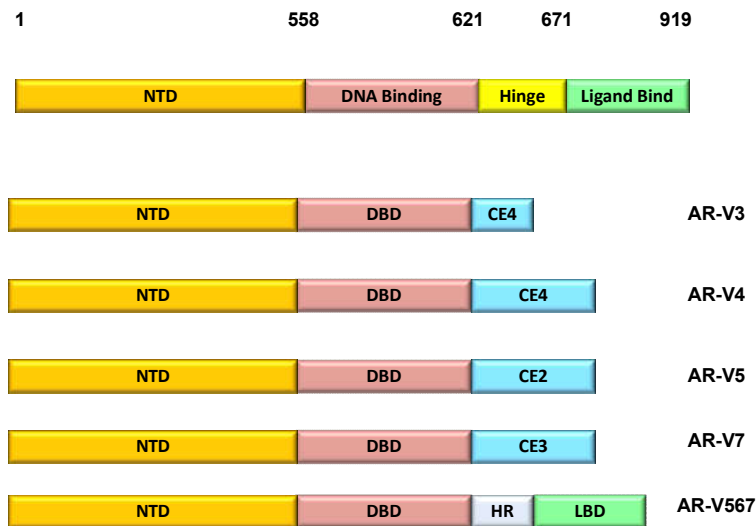 1 558 621 671 919
NTD DNA Binding Hinge Ligand Bind
NTD DBD CE4 AR-V3
NTD DBD CE4 AR-V4
NTD DBD CE2 AR-V5
NTD DBD CE3 AR-V7
NTD DBD HR LBD AR-V567